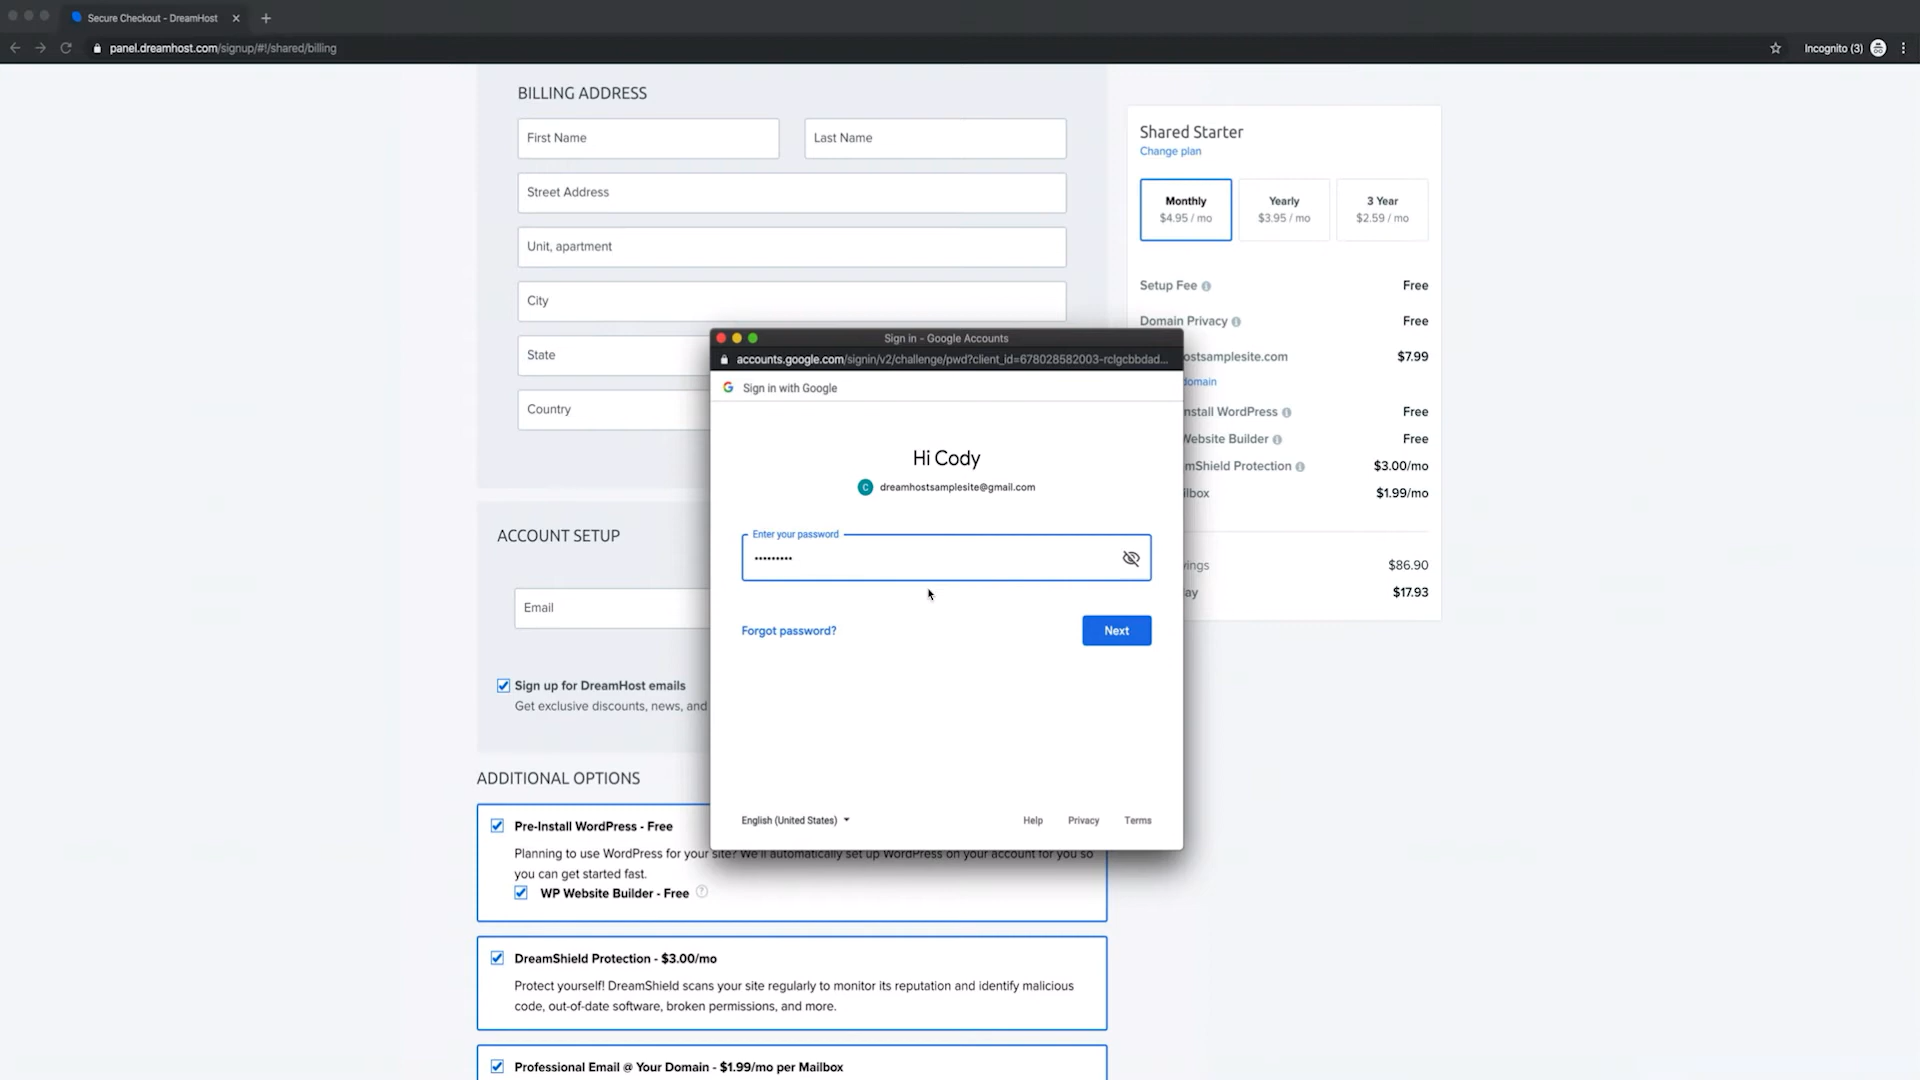 Secure Checkout - DreamHost
panel.dreamhost.com/signup/#!/shared/billing
Incognito (3)
BILLING ADDRESS
First Name
Last Name
Street Address
Unit, apartment
City
State
Country
ACCOUNT SETUP
Email
Sign up for DreamHost emails
Get exclusive discounts, news, and
ADDITIONAL OPTIONS
Pre-Install WordPress - Free
Planning to use WordPress for your site? We'll automatically set up WordPress on your account for you so
you can get started fast.
WP Website Builder - Free
DreamShield Protection - $3.00/mo
Protect yourself! DreamShield scans your site regularly to monitor its reputation and identify malicious
code, out-of-date software, broken permissions, and more.
Professional Email @ Your Domain - $1.99/mo per Mailbox
Sign in - Google Accounts
accounts.google.com/signin/v2/challenge/pwd?client_id=678028582003-rclgcbbdad...
Sign in with Google
Hi Cody
C dreamhostsamplesite@gmail.com
Enter your password
•••••••••
Forgot password?
Next
English (United States)
Help
Privacy
Terms
Shared Starter
Change plan
Monthly
$4.95 / mo
Yearly
$3.95 / mo
3 Year
$2.59 / mo
Setup Fee
Free
Domain Privacy
Free
ostsamplesite.com
$7.99
domain
nstall WordPress
Free
Website Builder
Free
mShield Protection
$3.00/mo
ilbox
$1.99/mo
ings
$86.90
ay
$17.93